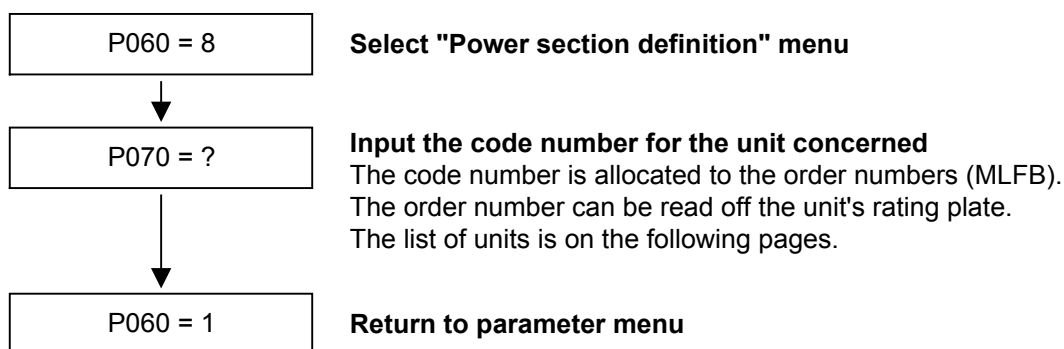 P060 = 8
Select "Power section definition" menu
P070 = ?
Input the code number for the unit concerned
The code number is allocated to the order numbers (MLFB).
The order number can be read off the unit's rating plate.
The list of units is on the following pages.
P060 = 1
Return to parameter menu